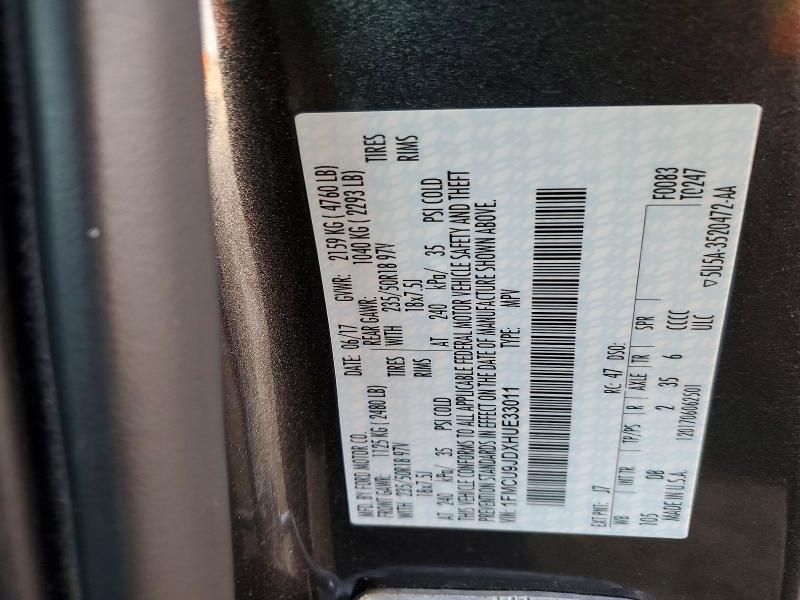 MFD. BY FORD MOTOR CO.
DATE: 06/17 GVWR: 2159 KG ( 4760 LB)
FRONT GAWR: 1125 KG ( 2480 LB) REAR GAWR: 1040 KG ( 2293 LB)
WITH 235/50R18 97V TIRES WITH 235/50R18 97V TIRES
18x7.5J RIMS 18x7.5J RIMS
AT 240 kPa/ 35 PSI COLD AT 240 kPa/ 35 PSI COLD
THIS VEHICLE CONFORMS TO ALL APPLICABLE FEDERAL MOTOR VEHICLE SAFETY AND THEFT
PREVENTION STANDARDS IN EFFECT ON THE DATE OF MANUFACTURE SHOWN ABOVE.
VIN: 1FMCU9JDXHUE33011 TYPE: MPV
EXT PNT: J7 RC: 47 DSO: F0083
WB INT TR TP/PS R AXLE TR SPR TC247
105 DB 2 35 6 CCCC
MADE IN U.S.A. 1201706062501 ULC
▽5U5A-3520472-AA